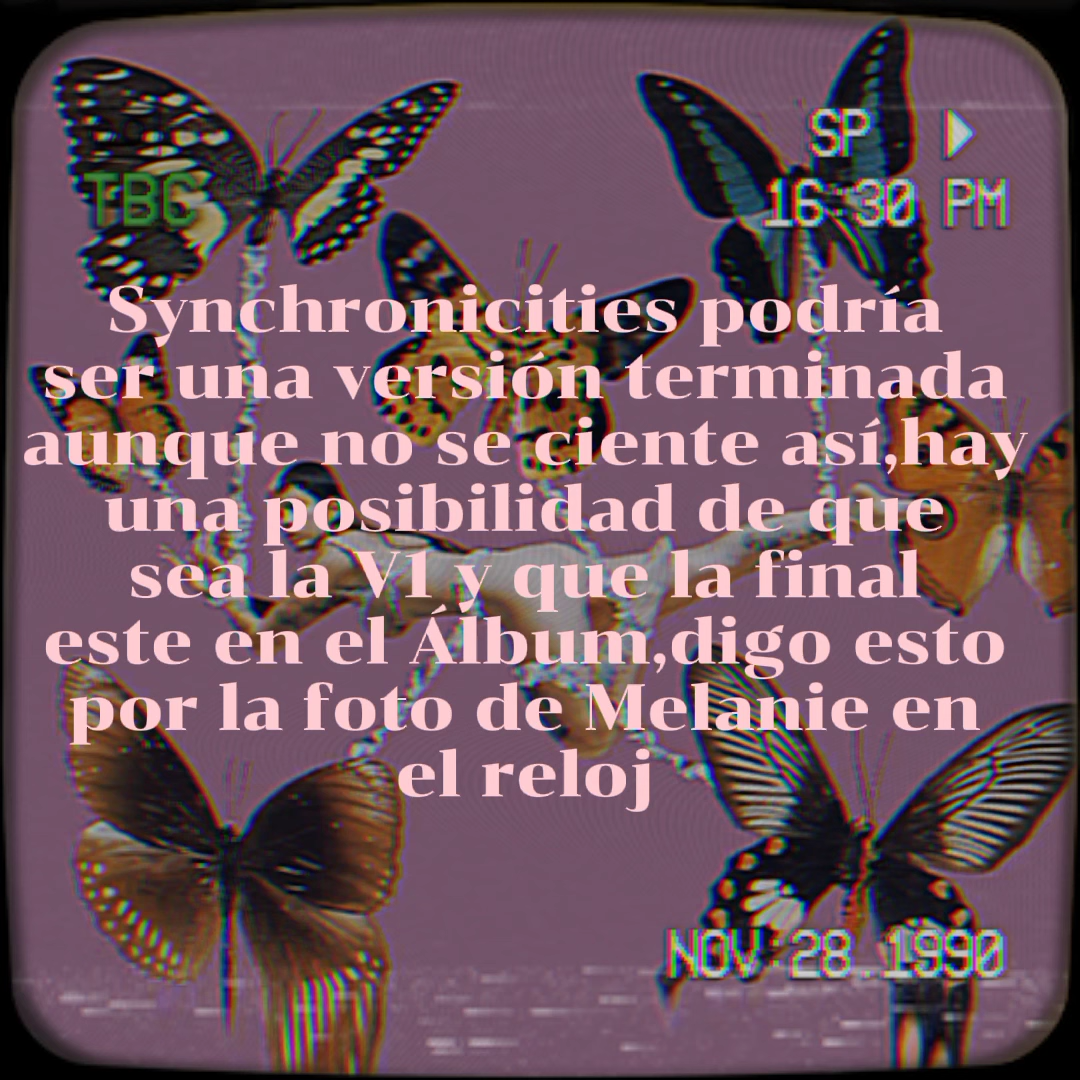 SP
TBC
16:30 PM
Synchronicities podría
ser una versión terminada
aunque no se ciente así,hay
una posibilidad de que
sea la V1 y que la final
este en el Álbum,digo esto
por la foto de Melanie en
el reloj
NOV 28 1990